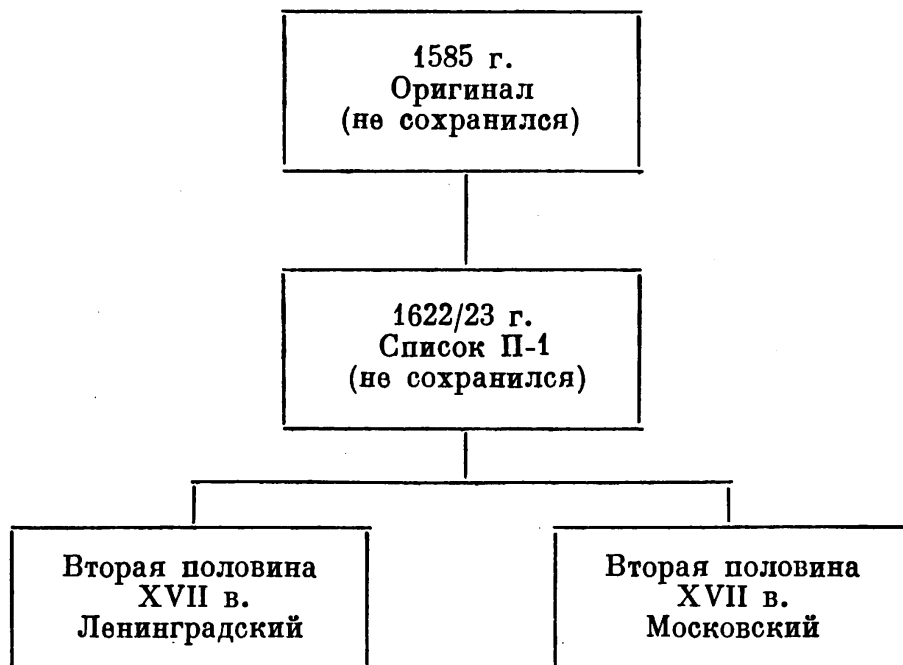 1585 г.
Оригинал
(не сохранился)
1622/23 г.
Список П-1
(не сохранился)
Вторая половина
XVII в.
Ленинградский
Вторая половина
XVII в.
Московский